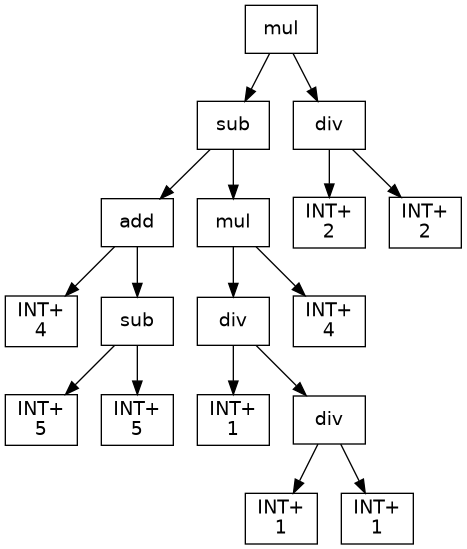 mul
sub
div
add
mul
INT+
2
INT+
2
INT+
4
sub
div
INT+
4
INT+
5
INT+
5
INT+
1
div
INT+
1
INT+
1